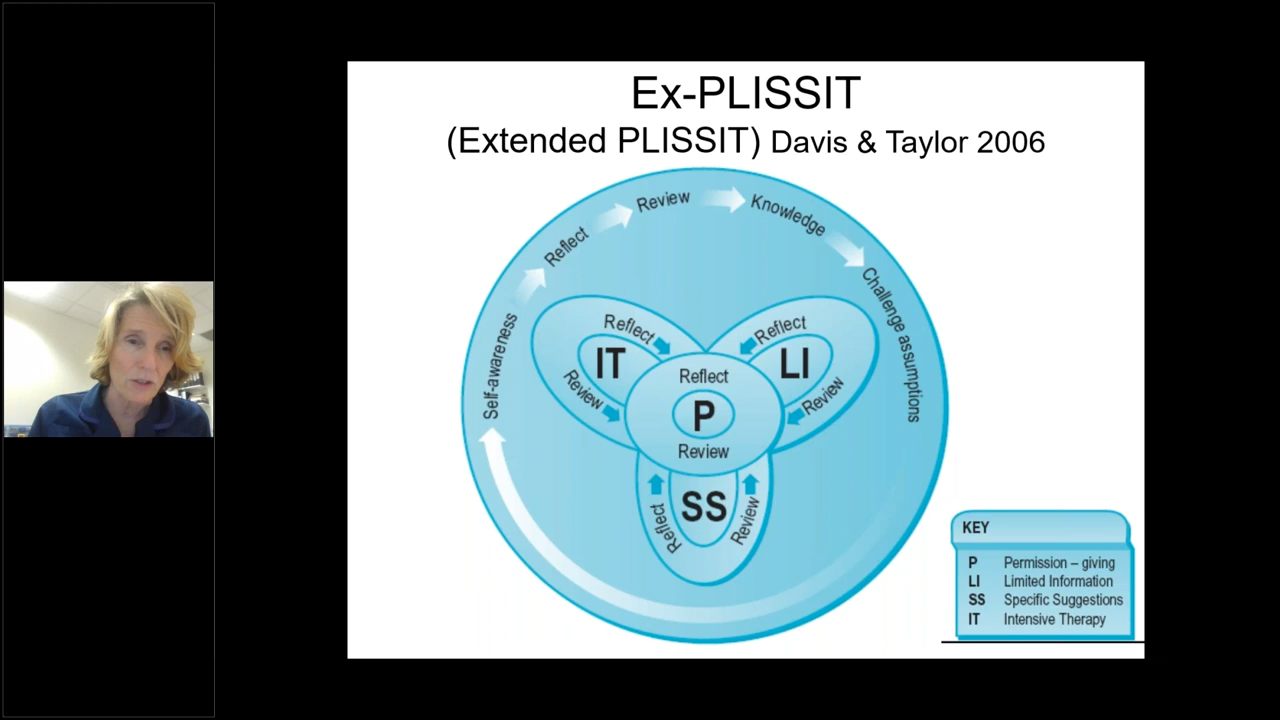 Ex-PLISSIT
(Extended PLISSIT) Davis & Taylor 2006
Self-awareness
Reflect
Review
Knowledge
Challenge assumptions
Reflect
IT
Review
Reflect
LI
Review
Reflect
P
Review
Reflect
SS
Review
KEY
P Permission – giving
LI Limited Information
SS Specific Suggestions
IT Intensive Therapy